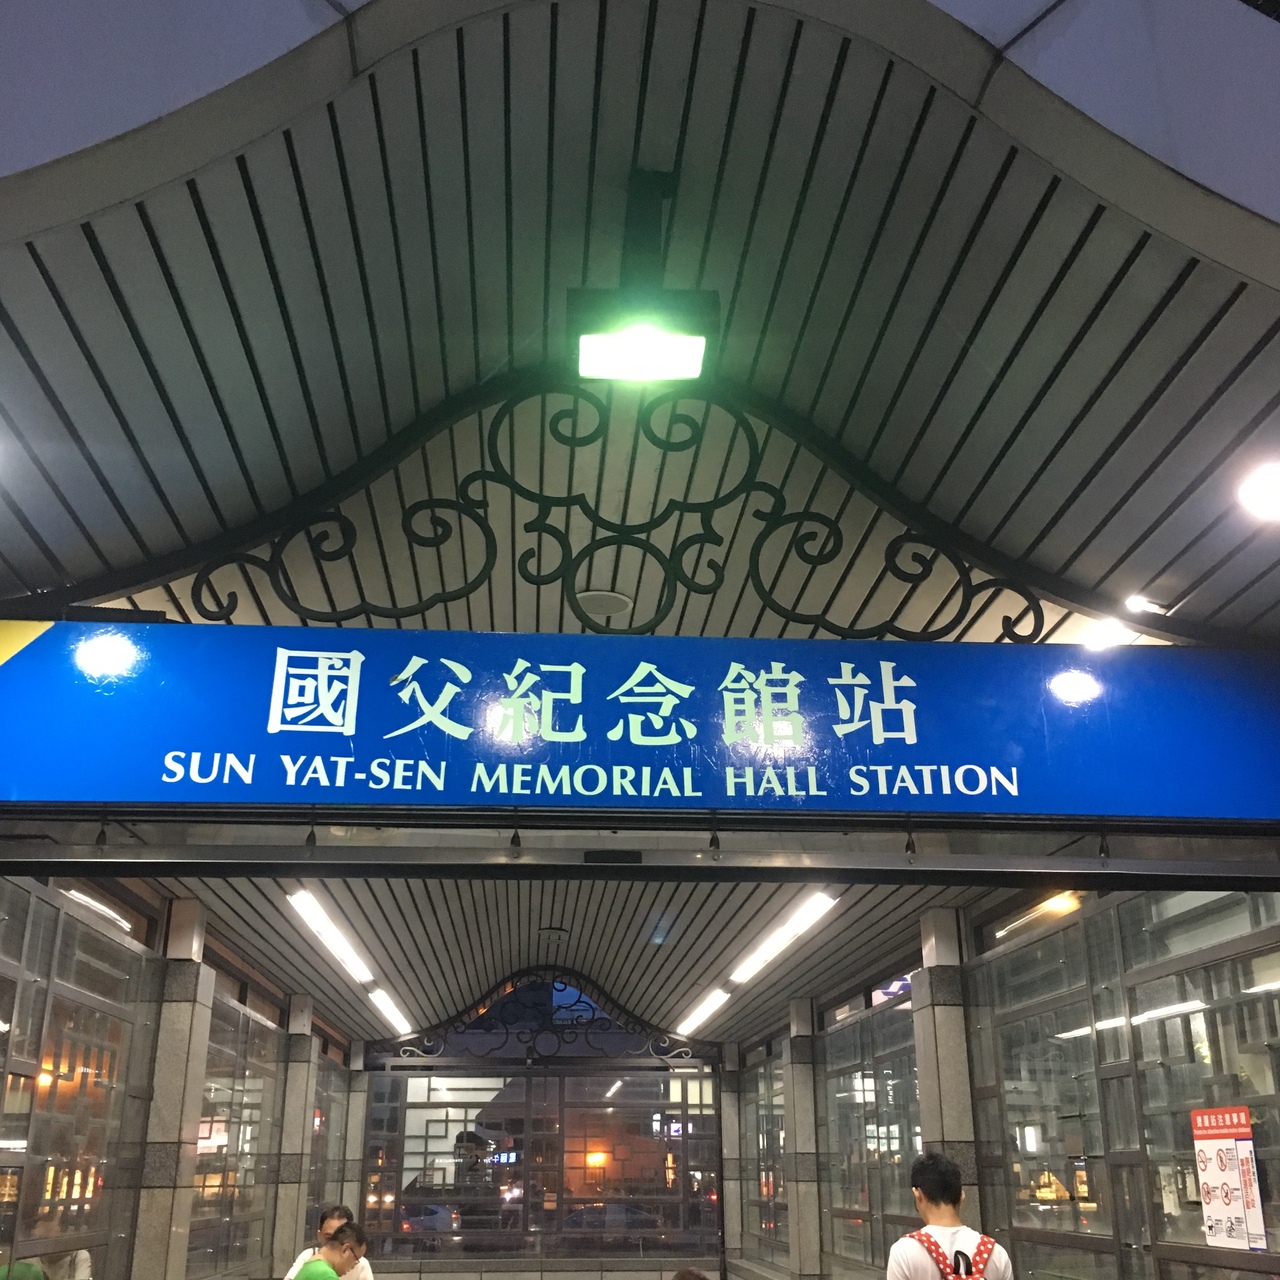 國父紀念館站
SUN YAT-SEN MEMORIAL HALL STATION